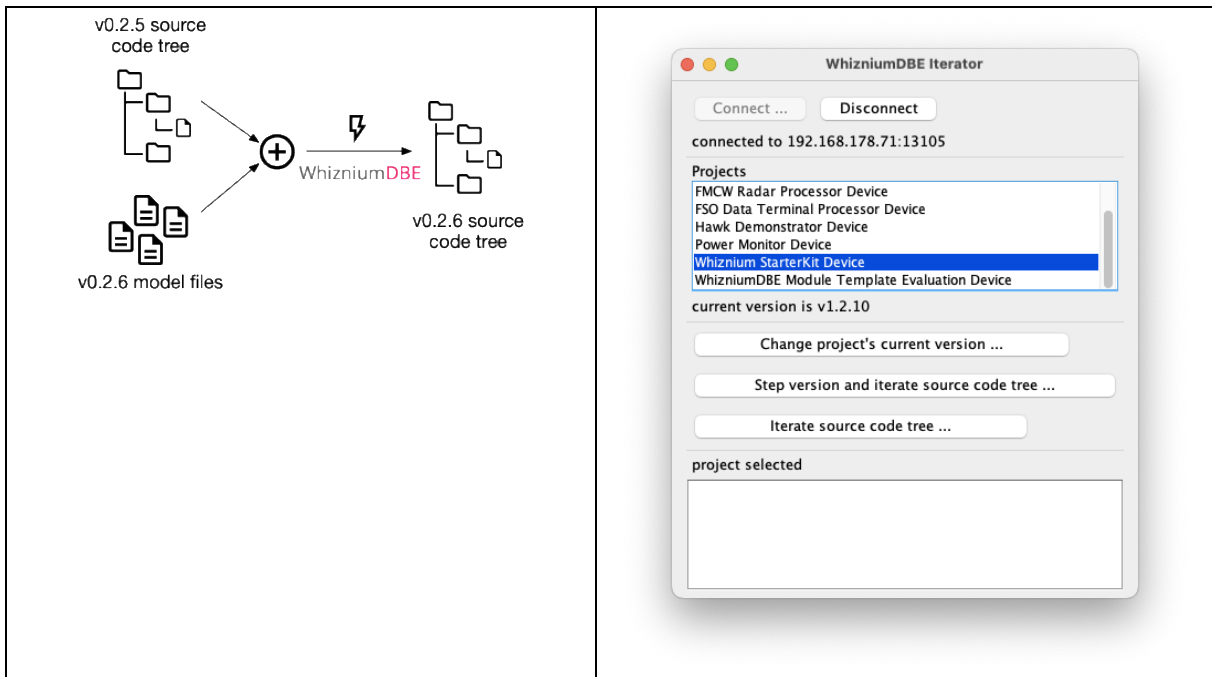 v0.2.5 source
code tree
WhizniumDBE
v0.2.6 source
code tree
v0.2.6 model files
WhizniumDBE Iterator
Connect ...
Disconnect
connected to 192.168.178.71:13105
Projects
FMCW Radar Processor Device
FSO Data Terminal Processor Device
Hawk Demonstrator Device
Power Monitor Device
Whiznium StarterKit Device
WhizniumDBE Module Template Evaluation Device
current version is v1.2.10
Change project's current version ...
Step version and iterate source code tree ...
Iterate source code tree ...
project selected